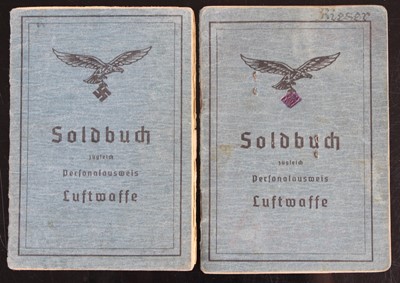 Soldbuch
zugleich
Personalausweis
Luftwaffe
Rieser
Soldbuch
zugleich
Personalausweis
Luftwaffe